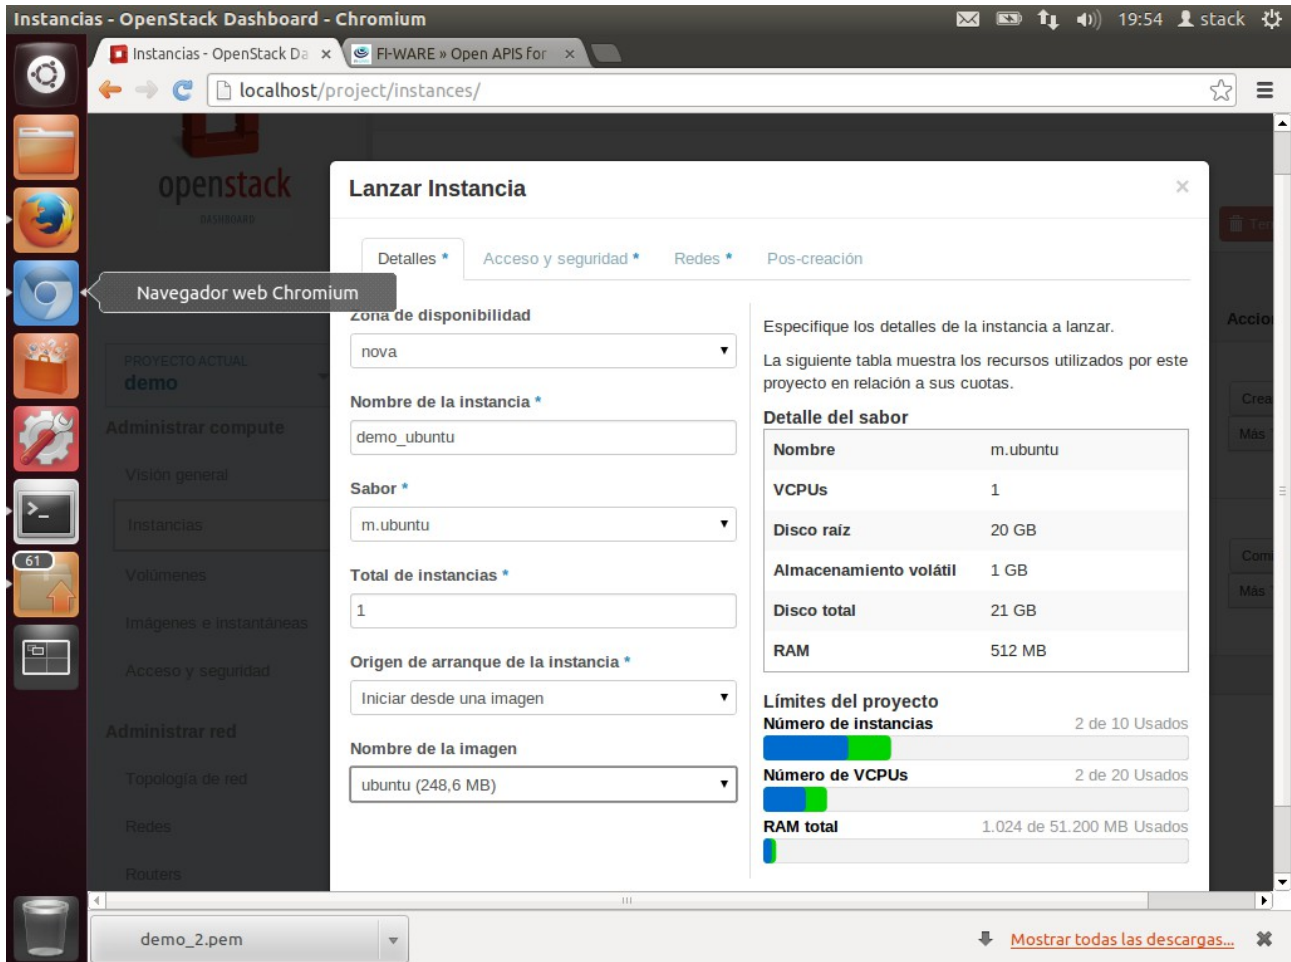 Instancias - OpenStack Dashboard - Chromium
19:54 stack
Instancias - OpenStack Da
FI-WARE » Open APIS for
localhost/project/instances/
openstack
DASHBOARD
Lanzar Instancia
Detalles *
Acceso y seguridad *
Redes *
Pos-creación
Navegador web Chromium
PROYECTO ACTUAL
demo
Administrar compute
Visión general
Instancias
Volúmenes
Imágenes e instantáneas
Acceso y seguridad
Administrar red
Topología de red
Redes
Routers
61
Zona de disponibilidad
nova
Nombre de la instancia *
demo_ubuntu
Sabor *
m.ubuntu
Total de instancias *
1
Origen de arranque de la instancia *
Iniciar desde una imagen
Nombre de la imagen
ubuntu (248,6 MB)
Especifique los detalles de la instancia a lanzar.
La siguiente tabla muestra los recursos utilizados por este
proyecto en relación a sus cuotas.
Detalle del sabor
Nombre m.ubuntu
VCPUs 1
Disco raíz 20 GB
Almacenamiento volátil 1 GB
Disco total 21 GB
RAM 512 MB
Límites del proyecto
Número de instancias 2 de 10 Usados
Número de VCPUs 2 de 20 Usados
RAM total 1.024 de 51.200 MB Usados
Ter
Accio
Crea
Más
Comi
Más
demo_2.pem
Mostrar todas las descargas...